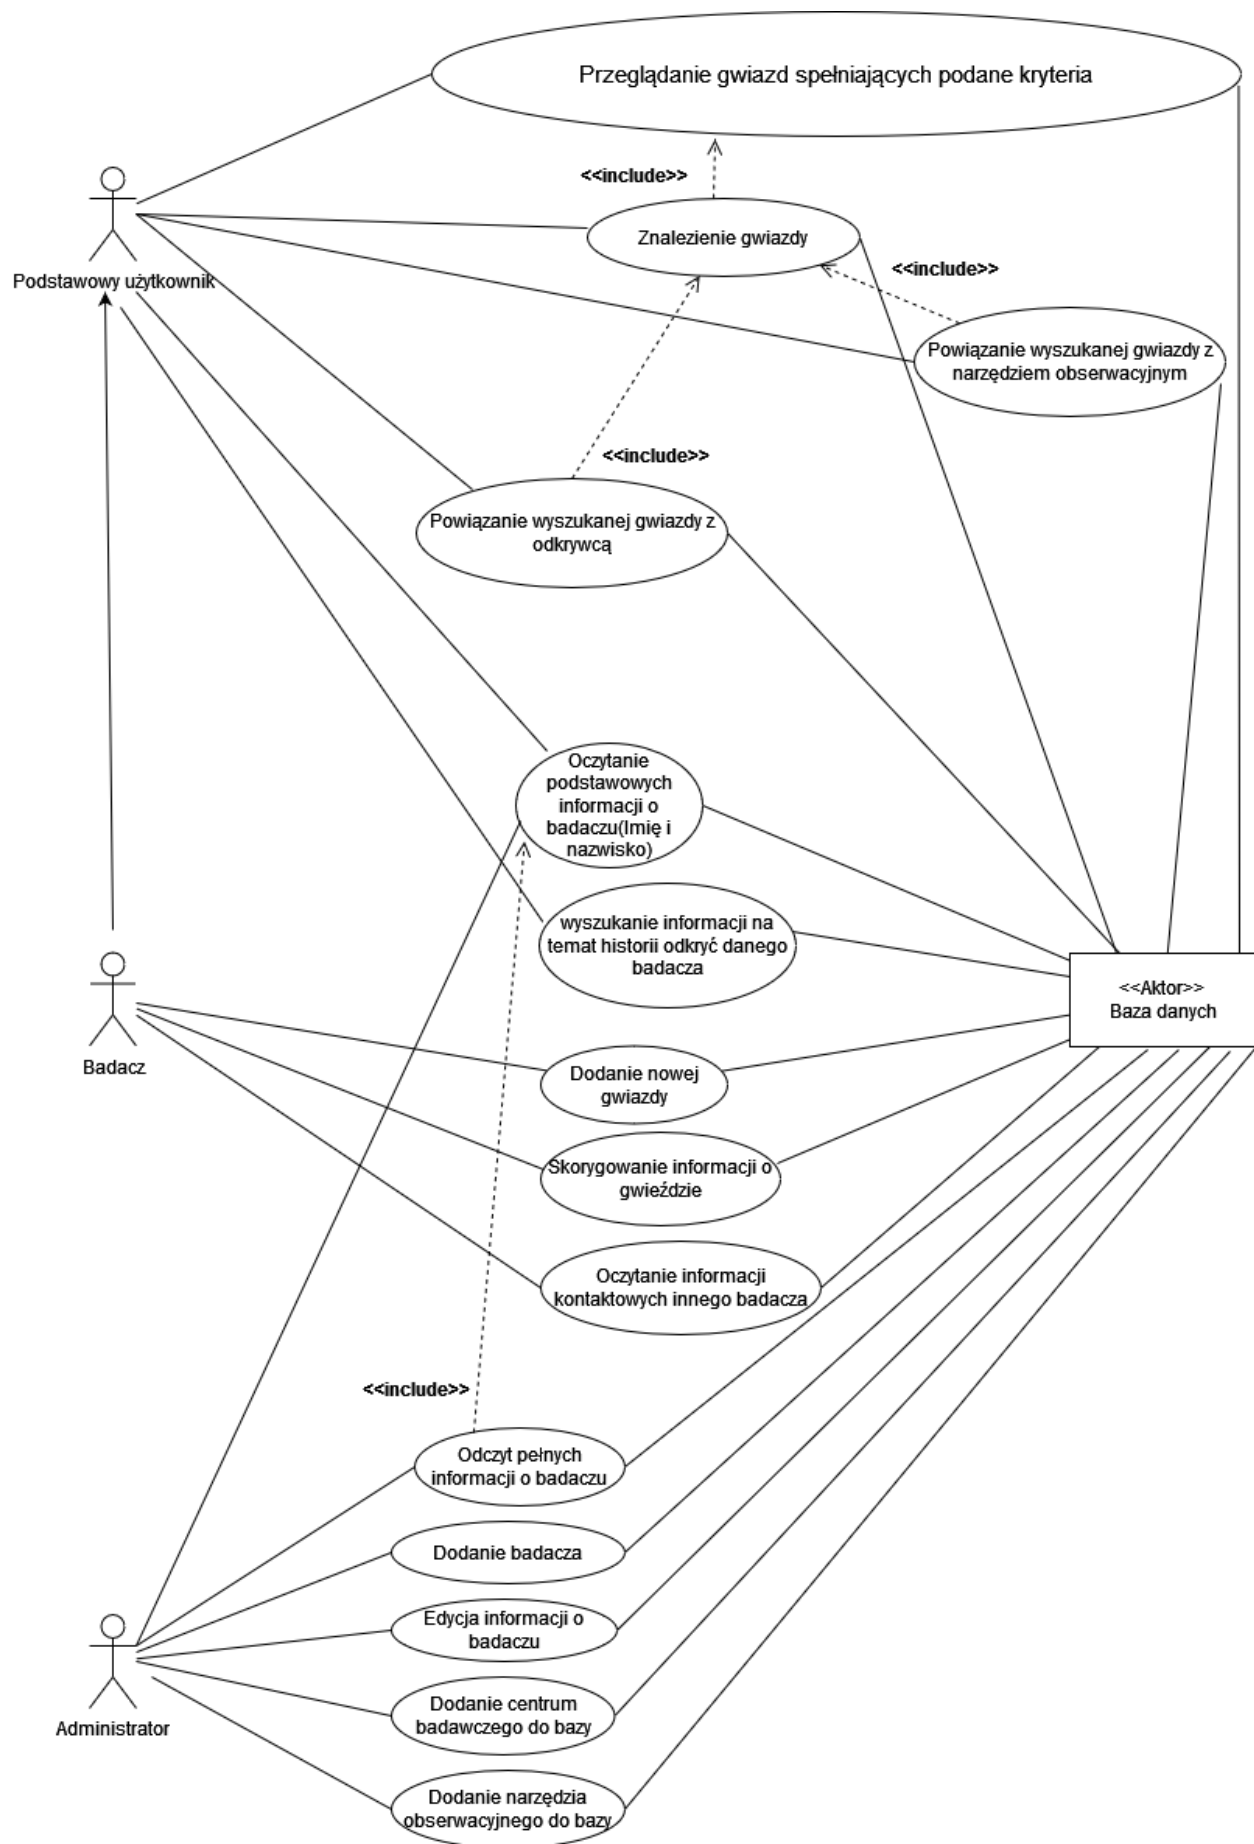 Przeglądanie gwiazd spełniających podane kryteria
<<include>>
Znalezienie gwiazdy
<<include>>
Podstawowy użytkownik
Powiązanie wyszukanej gwiazdy z
narzędziem obserwacyjnym
<<include>>
Powiązanie wyszukanej gwiazdy z
odkrywcą
Oczytanie
podstawowych
informacji o
badaczu(Imię i
nazwisko)
wyszukanie informacji na
temat historii odkryć danego
badacza
<<Aktor>>
Baza danych
Badacz
Dodanie nowej
gwiazdy
Skorygowanie informacji o
gwieździe
Oczytanie informacji
kontaktowych innego badacza
<<include>>
Odczyt pełnych
informacji o badaczu
Dodanie badacza
Edycja informacji o
badaczu
Dodanie centrum
badawczego do bazy
Administrator
Dodanie narzędzia
obserwacyjnego do bazy